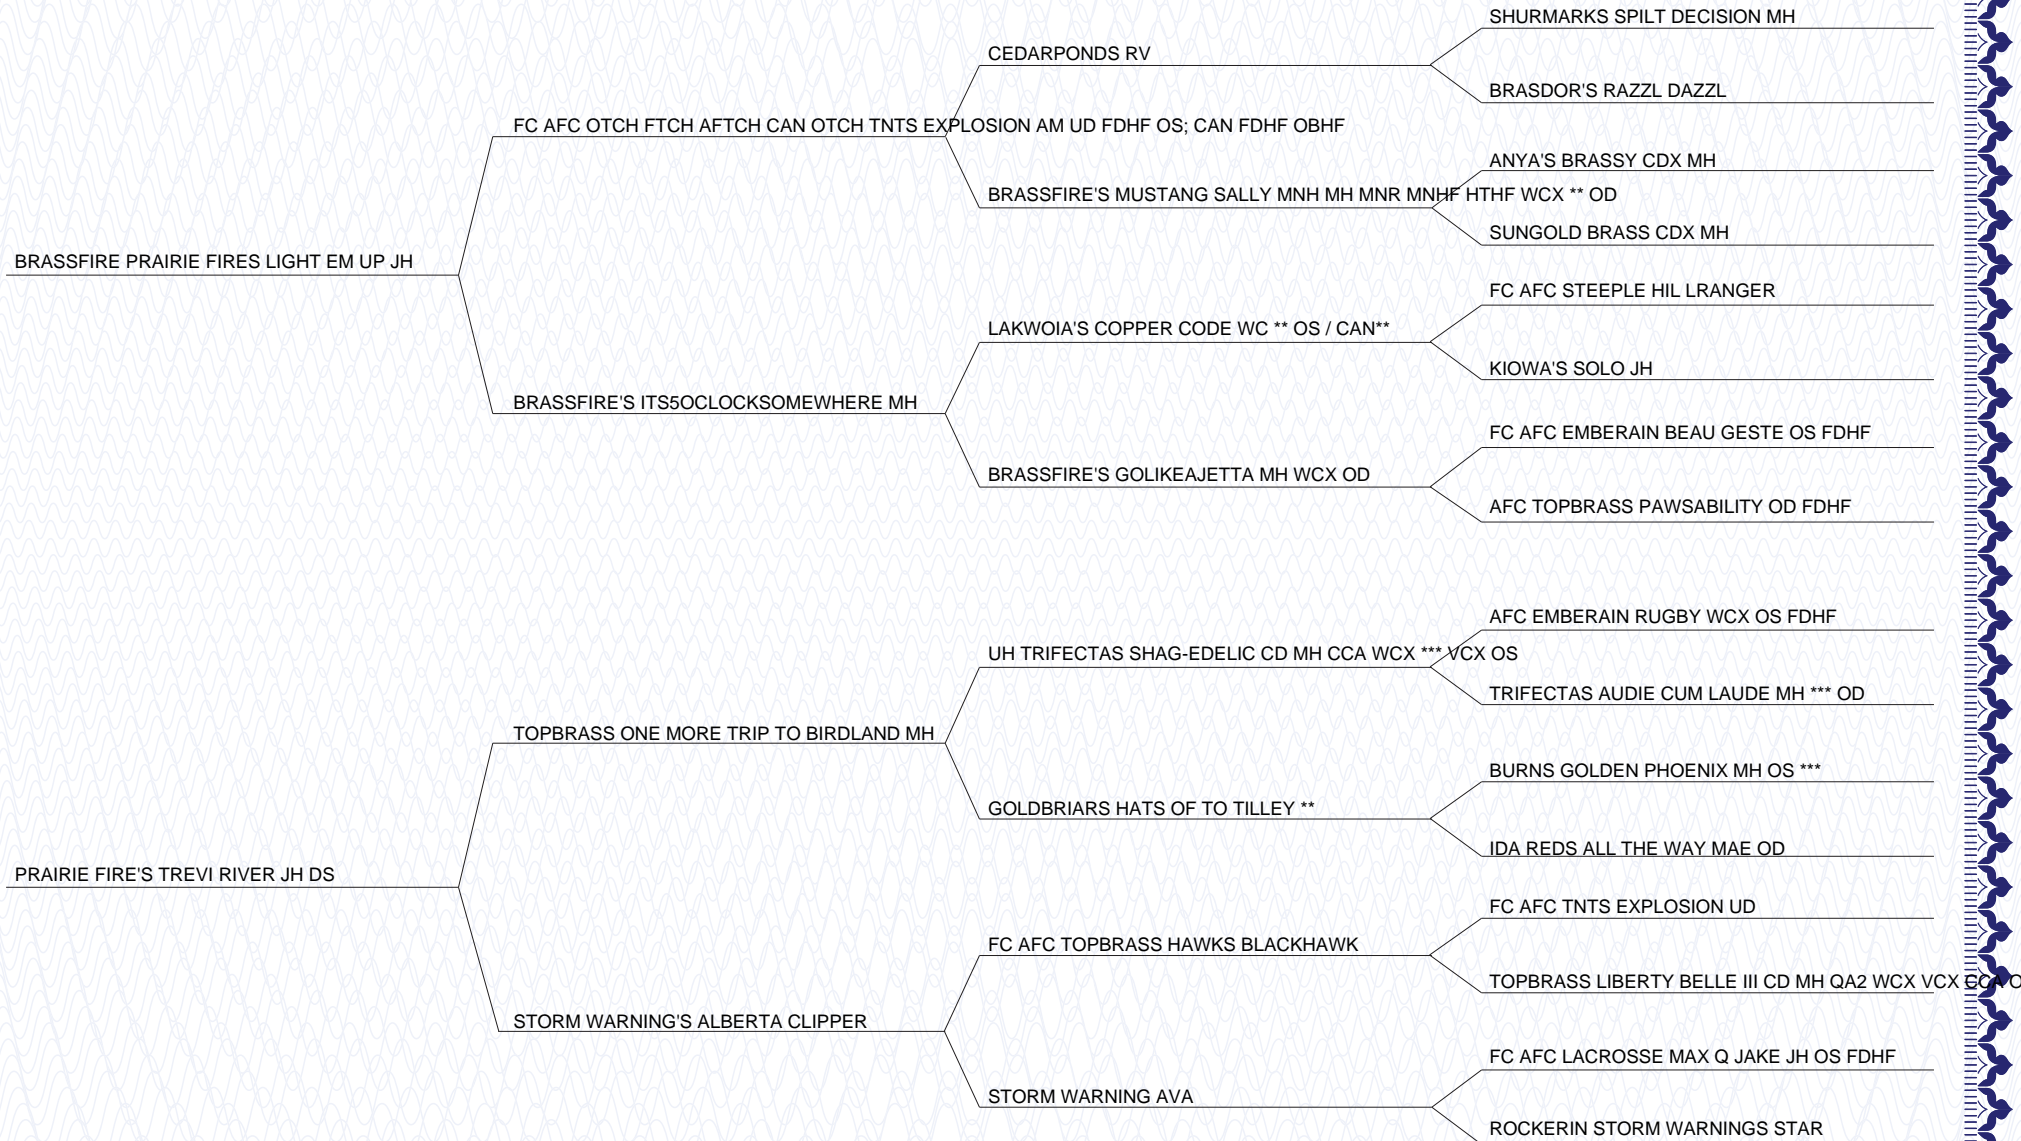 SHURMARKS SPILT DECISION MH
CEDARPONDS RV
BRASDOR'S RAZZL DAZZL
FC AFC OTCH FTCH AFTCH CAN OTCH TNTS EXPLOSION AM UD FDHF OS; CAN FDHF OBHF
ANYA'S BRASSY CDX MH
BRASSFIRE'S MUSTANG SALLY MNH MH MNR MNHF HTHF WCX ** OD
SUNGOLD BRASS CDX MH
BRASSFIRE PRAIRIE FIRES LIGHT EM UP JH
FC AFC STEEPLE HIL LRANGER
LAKWOIA'S COPPER CODE WC ** OS / CAN**
KIOWA'S SOLO JH
BRASSFIRE'S ITS5OCLOCKSOMEWHERE MH
FC AFC EMBERAIN BEAU GESTE OS FDHF
BRASSFIRE'S GOLIKEAJETTA MH WCX OD
AFC TOPBRASS PAWSABILITY OD FDHF
AFC EMBERAIN RUGBY WCX OS FDHF
UH TRIFECTAS SHAG-EDELIC CD MH CCA WCX *** VCX OS
TRIFECTAS AUDIE CUM LAUDE MH *** OD
TOPBRASS ONE MORE TRIP TO BIRDLAND MH
BURNS GOLDEN PHOENIX MH OS ***
GOLDBRIARS HATS OF TO TILLEY **
IDA REDS ALL THE WAY MAE OD
PRAIRIE FIRE'S TREVI RIVER JH DS
FC AFC TNTS EXPLOSION UD
FC AFC TOPBRASS HAWKS BLACKHAWK
TOPBRASS LIBERTY BELLE III CD MH QA2 WCX VCX CCA
STORM WARNING'S ALBERTA CLIPPER
FC AFC LACROSSE MAX Q JAKE JH OS FDHF
STORM WARNING AVA
ROCKERIN STORM WARNINGS STAR